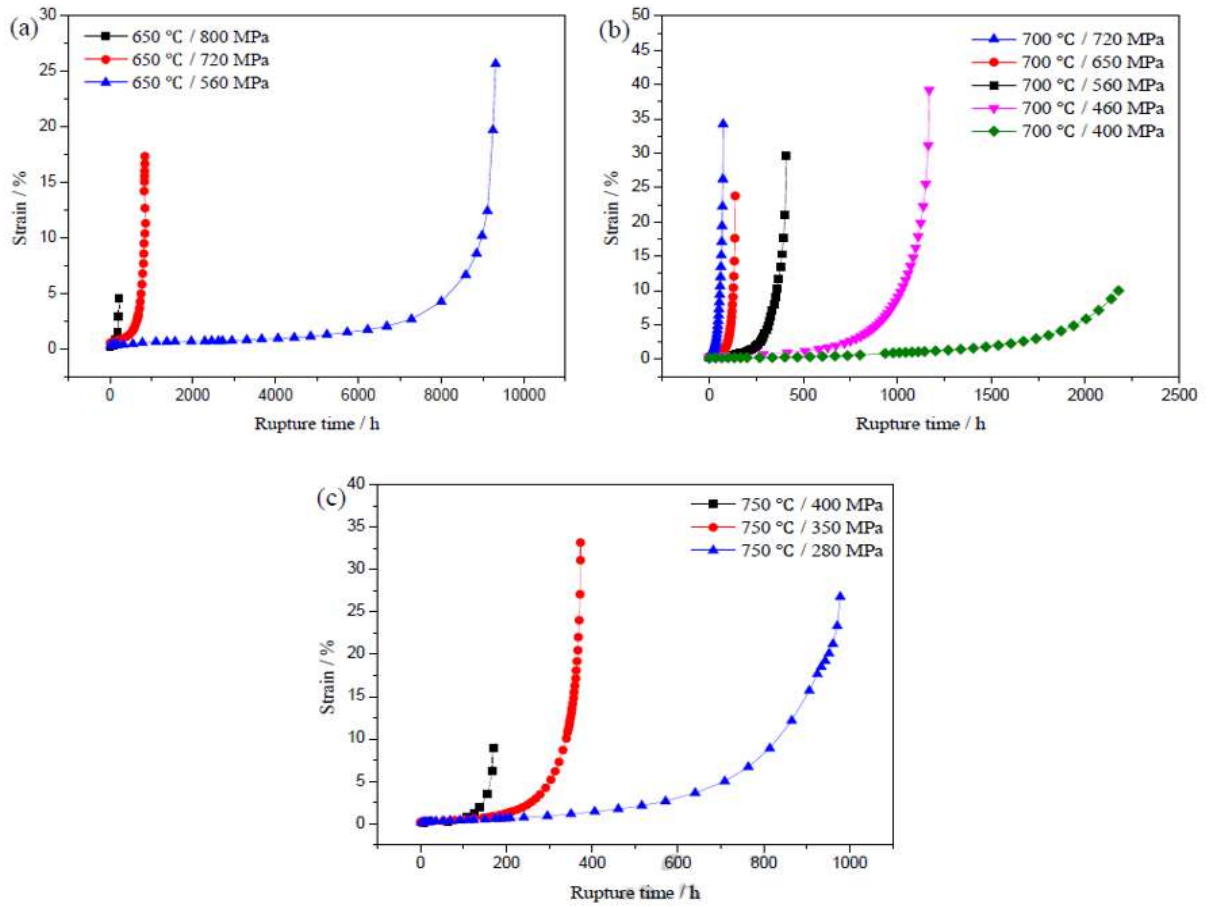 (a)
30
25
20
15
10
5
0
Strain / %
650 ℃ / 800 MPa
650 ℃ / 720 MPa
650 ℃ / 560 MPa
0 2000 4000 6000 8000 10000
Rupture time / h
(b)
50
45
40
35
30
25
20
15
10
5
0
Strain / %
700 ℃ / 720 MPa
700 ℃ / 650 MPa
700 ℃ / 560 MPa
700 ℃ / 460 MPa
700 ℃ / 400 MPa
0 500 1000 1500 2000 2500
Rupture time / h
(c)
40
35
30
25
20
15
10
5
0
Strain / %
750 ℃ / 400 MPa
750 ℃ / 350 MPa
750 ℃ / 280 MPa
0 200 400 600 800 1000
Rupture time / h